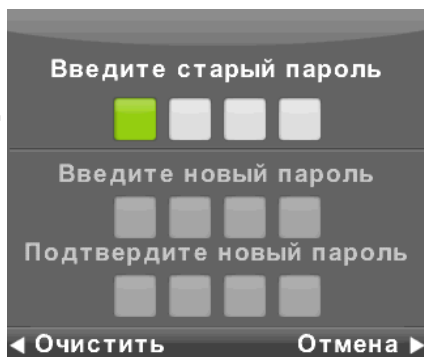 Введите старый пароль
Введите новый пароль
Подтвердите новый пароль
Очистить Отмена